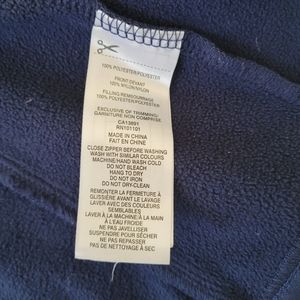 100% POLYESTER/POLYESTER
FRONT/DEVANT
100% NYLON/NYLON
FILLING/REMBOURRAGE
100% POLYESTER/POLYESTER
EXCLUSIVE OF TRIMMING/
GARNITURE NON COMPRISE
CA13891
RN101101
MADE IN CHINA
FAIT EN CHINE
CLOSE ZIPPER BEFORE WASHING
WASH WITH SIMILAR COLOURS
MACHINE/HAND WASH COLD
DO NOT BLEACH
HANG TO DRY
DO NOT IRON
DO NOT DRY-CLEAN
REMONTER LA FERMETURE À
GLISSIÈRE AVANT LE LAVAGE
LAVER AVEC DES COULEURS
SEMBLABLES
LAVER À LA MACHINE À LA MAIN
À L'EAU FROIDE
NE PAS JAVELLISER
SUSPENDRE POUR SÉCHER
NE PAS REPASSER
PAS DE NETTOYAGE À SEC